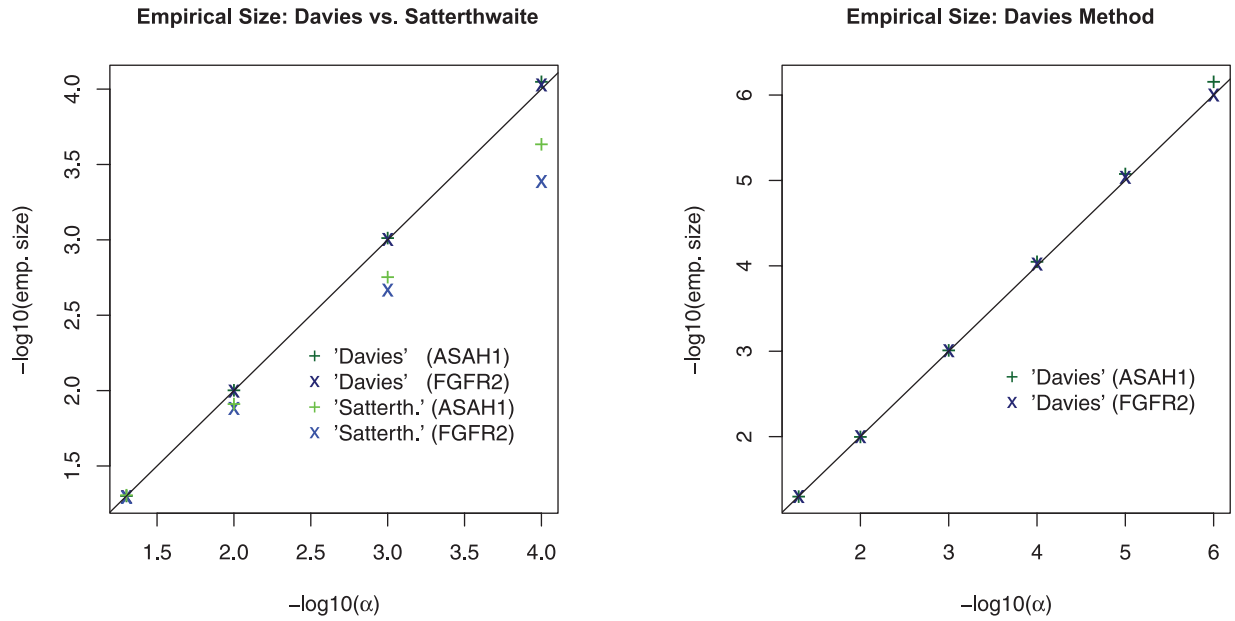 Empirical Size: Davies vs. Satterthwaite
−log10(emp. size)
4.0
3.5
3.0
2.5
2.0
1.5
+ ’Davies’ (ASAH1)
x ’Davies’ (FGFR2)
+ ’Satterth.’ (ASAH1)
x ’Satterth.’ (FGFR2)
1.5 2.0 2.5 3.0 3.5 4.0
−log10(α)
Empirical Size: Davies Method
−log10(emp. size)
6
5
4
3
2
+ ’Davies’ (ASAH1)
x ’Davies’ (FGFR2)
2 3 4 5 6
−log10(α)